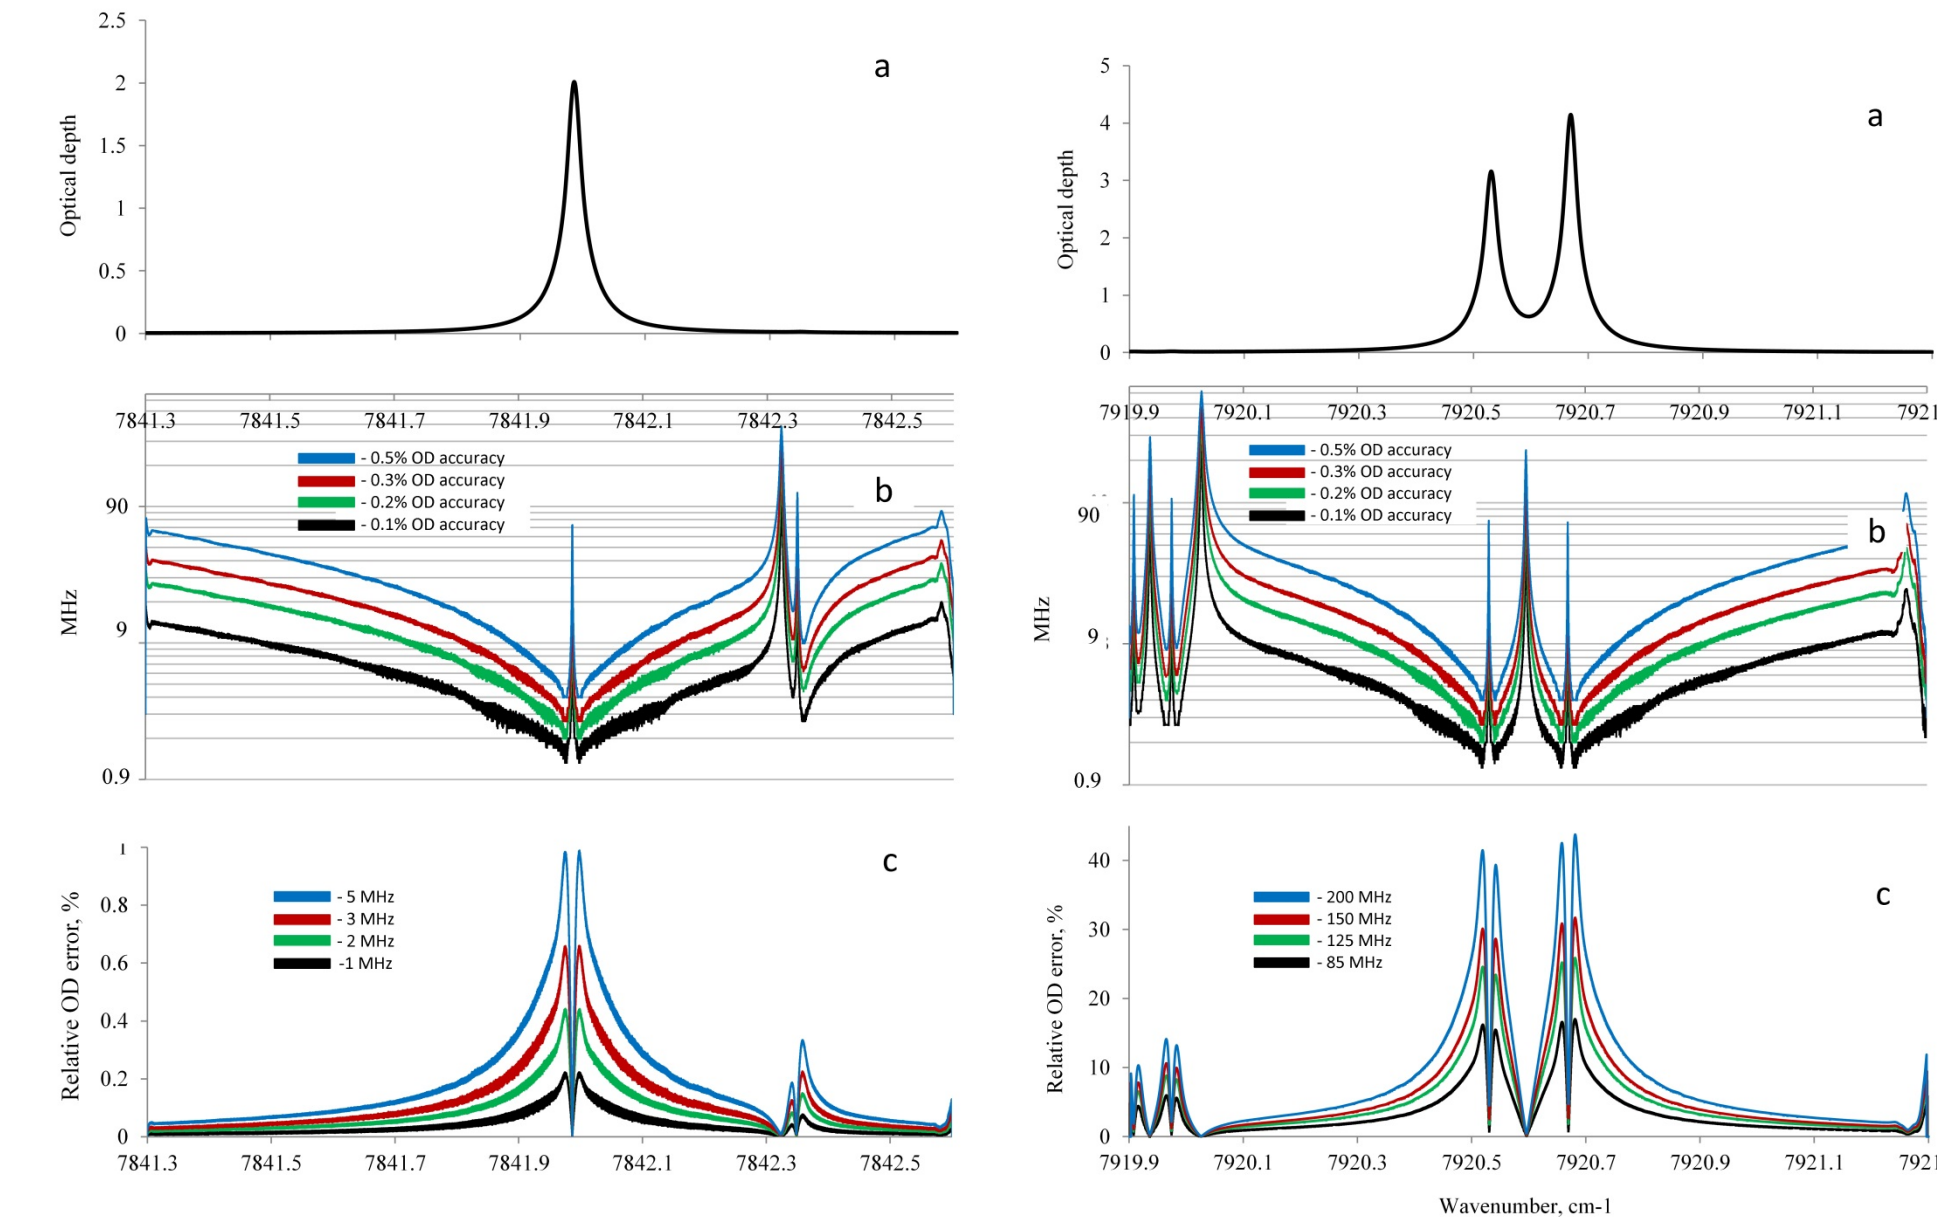 2.5
2
1.5
1
0.5
0
Optical depth
a
7841.3 7841.5 7841.7 7841.9 7842.1 7842.3 7842.5
- 0.5% OD accuracy
- 0.3% OD accuracy
- 0.2% OD accuracy
- 0.1% OD accuracy
b
90
9
0.9
MHz
1
0.8
0.6
0.4
0.2
0
Relative OD error, %
- 5 MHz
- 3 MHz
- 2 MHz
-1 MHz
c
7841.3 7841.5 7841.7 7841.9 7842.1 7842.3 7842.5
5
4
3
2
1
0
Optical depth
a
7919.9 7920.1 7920.3 7920.5 7920.7 7920.9 7921.1 7921
- 0.5% OD accuracy
- 0.3% OD accuracy
- 0.2% OD accuracy
- 0.1% OD accuracy
b
90
9
0.9
MHz
40
30
20
10
0
Relative OD error, %
- 200 MHz
- 150 MHz
- 125 MHz
- 85 MHz
c
7919.9 7920.1 7920.3 7920.5 7920.7 7920.9 7921.1 7921
Wavenumber, cm-1